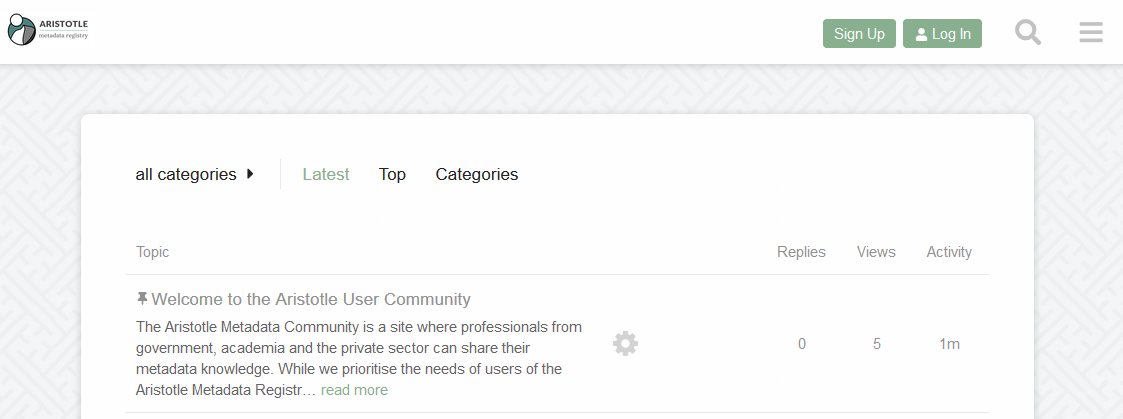 ARISTOTLE
metadata registry
Sign Up
Log In
all categories
Latest
Top
Categories
Topic
Replies
Views
Activity
Welcome to the Aristotle User Community
The Aristotle Metadata Community is a site where professionals from
government, academia and the private sector can share their
metadata knowledge. While we prioritise the needs of users of the
Aristotle Metadata Registr… read more
0
5
1m